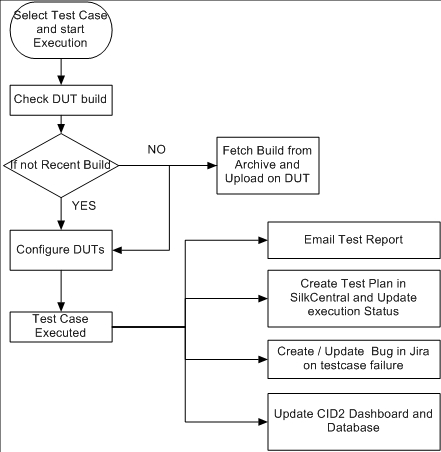 Select Test Case
and start
Execution
Check DUT build
If not Recent Build
NO
Fetch Build from
Archive and
Upload on DUT
YES
Configure DUTs
Email Test Report
Create Test Plan in
SilkCentral and Update
execution Status
Test Case
Executed
Create / Update Bug in Jira
on testcase failure
Update CID2 Dashboard and
Database